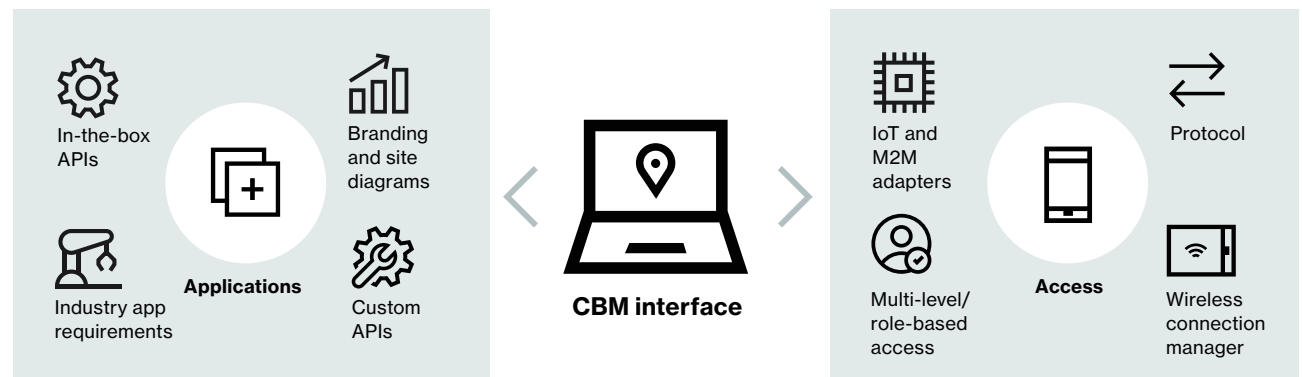 In-the-box
APIs
Branding
and site
diagrams
Applications
Industry app
requirements
Custom
APIs
CBM interface
IoT and
M2M
adapters
Protocol
Access
Multi-level/
role-based
access
Wireless
connection
manager